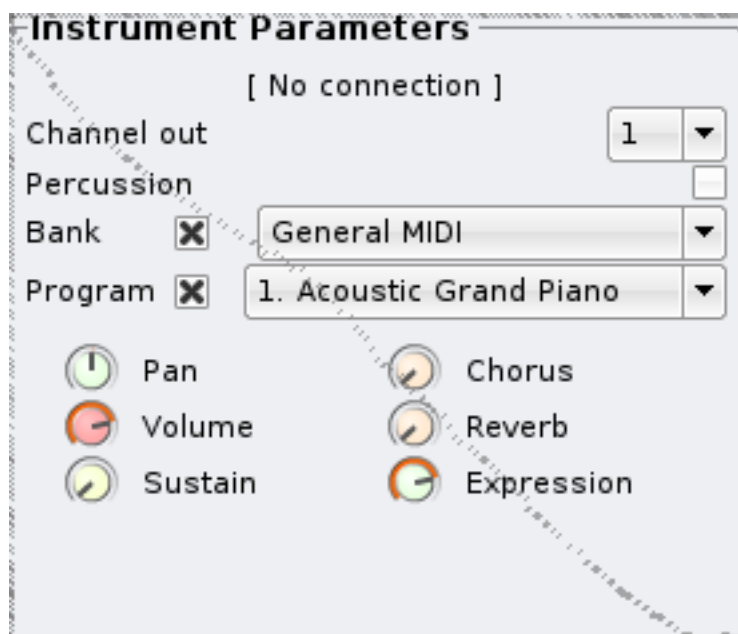 Instrument Parameters
[ No connection ]
Channel out 1
Percussion
Bank General MIDI
Program 1. Acoustic Grand Piano
Pan Chorus
Volume Reverb
Sustain Expression